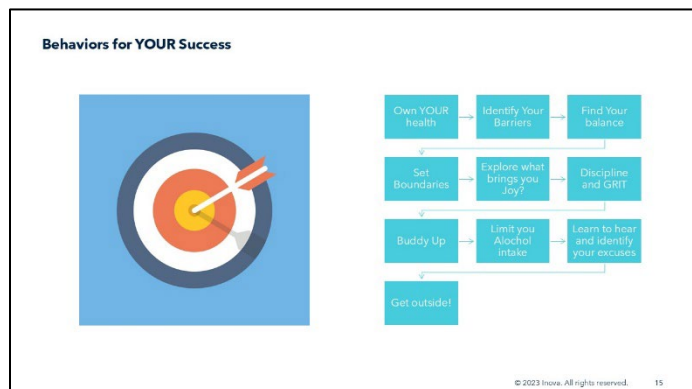 Behaviors for YOUR Success
Own YOUR
health
Identify Your
Barriers
Find Your
balance
Set
Boundaries
Explore what
brings you
Joy?
Discipline
and GRIT
Buddy Up
Limit you
Alochol
intake
Learn to hear
and identify
your excuses
Get outside!
© 2023 Inova. All rights reserved.
15